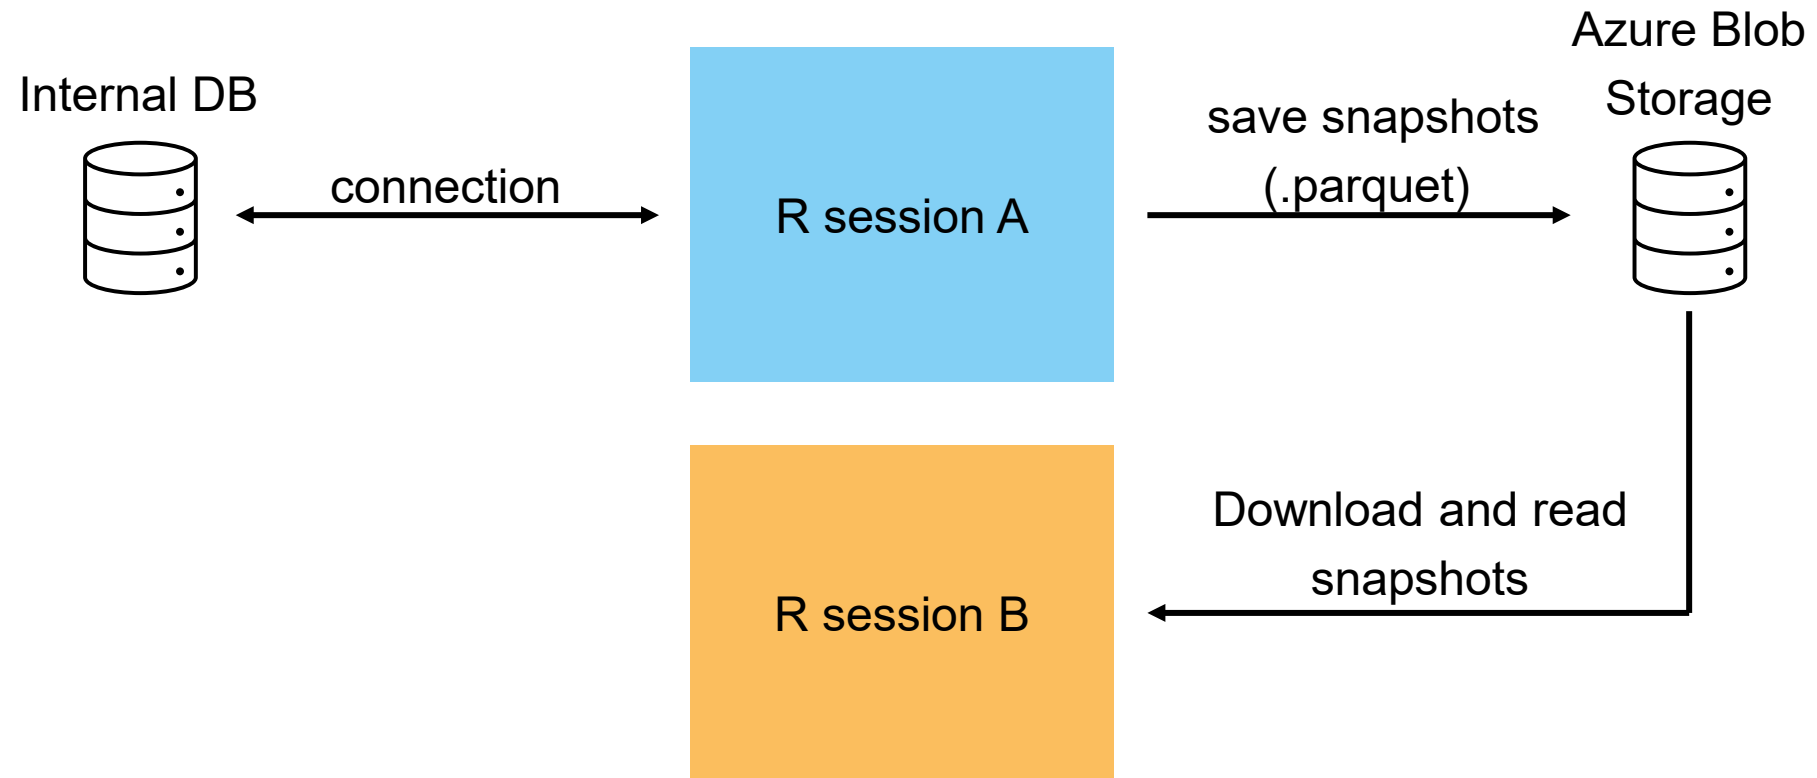 Internal DB
connection
R session A
save snapshots
(.parquet)
Azure Blob
Storage
Download and read
snapshots
R session B